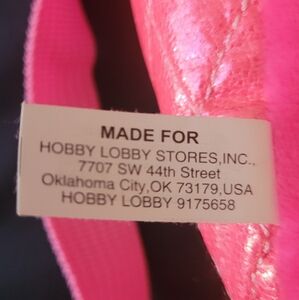 MADE FOR
HOBBY LOBBY STORES,INC.,
7707 SW 44th Street
Oklahoma City,OK 73179,USA
HOBBY LOBBY 9175658